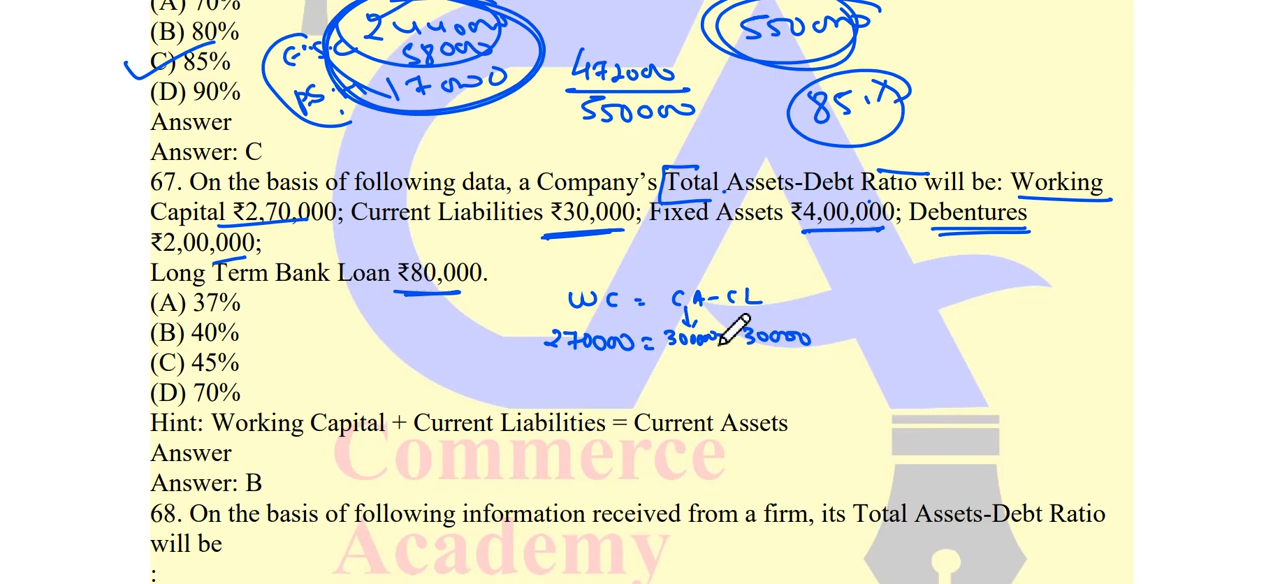 (A) 70%
244000
550000
(B) 80%
58000
C) 85%
472000
170000
(D) 90%
550000
85.%
Answer
Answer: C
67. On the basis of following data, a Company’s Total Assets-Debt Ratio will be: Working
Capital ₹2,70,000; Current Liabilities ₹30,000; Fixed Assets ₹4,00,000; Debentures
₹2,00,000;
Long Term Bank Loan ₹80,000.
WC = CA-CL
(A) 37%
270000 = 300000 30000
(B) 40%
(C) 45%
(D) 70%
Hint: Working Capital + Current Liabilities = Current Assets
Commerce
Answer
Answer: B
68. On the basis of following information received from a firm, its Total Assets-Debt Ratio
Academy
will be
: